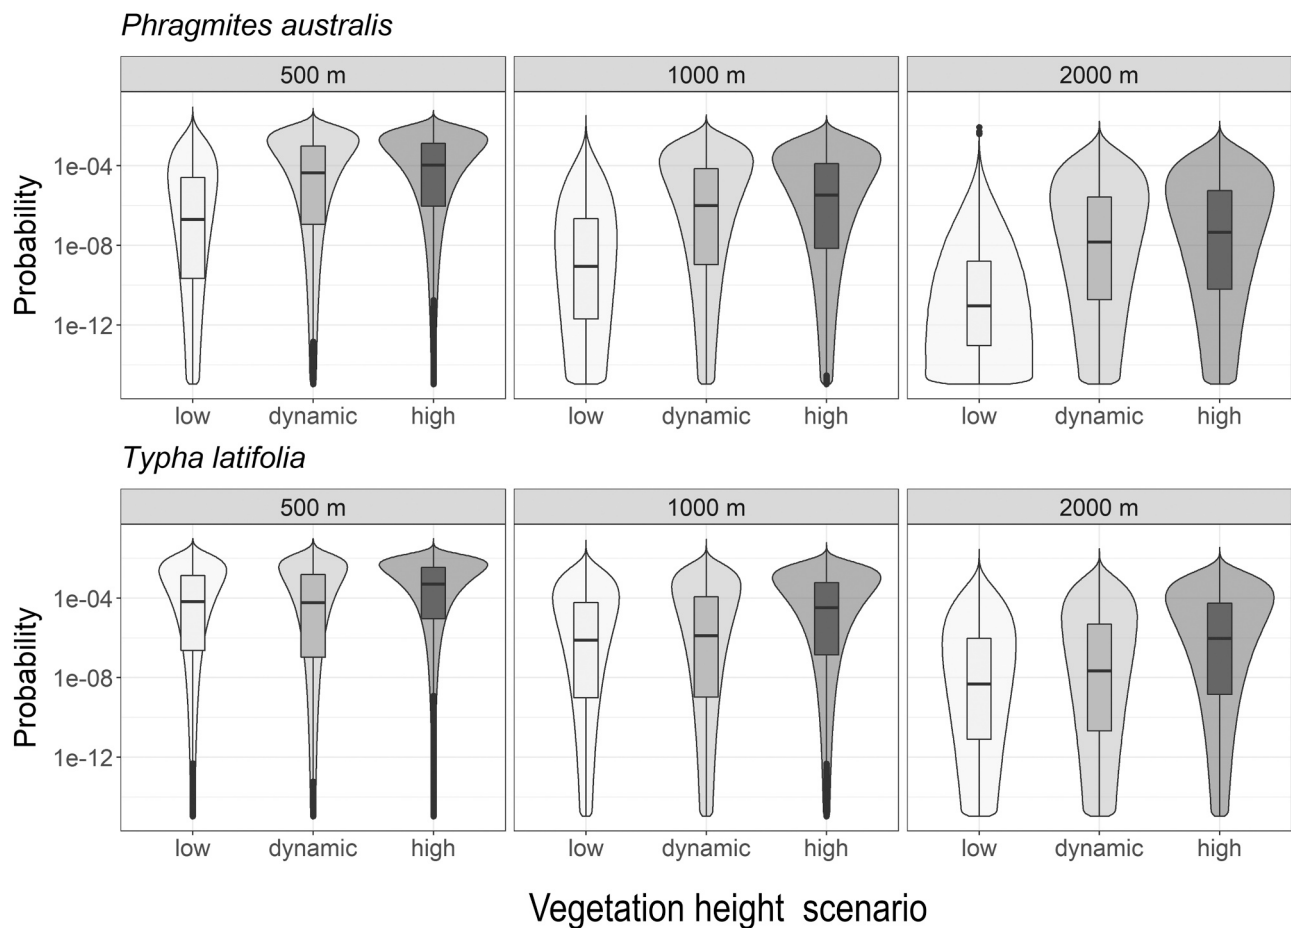 Phragmites australis
500 m 1000 m 2000 m
Probability
1e-04
1e-08
1e-12
low dynamic high low dynamic high low dynamic high
Typha latifolia
500 m 1000 m 2000 m
Probability
1e-04
1e-08
1e-12
low dynamic high low dynamic high low dynamic high
Vegetation height scenario